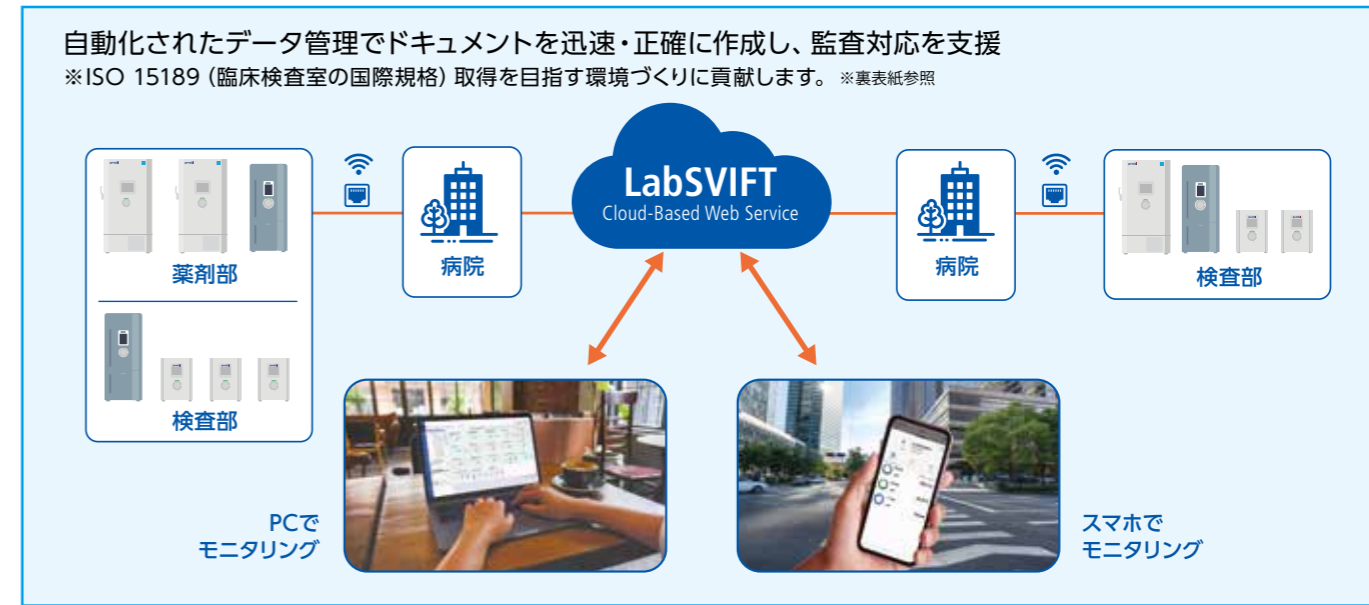 自動化されたデータ管理でドキュメントを迅速・正確に作成し、監査対応を支援
※ISO 15189（臨床検査室の国際規格）取得を目指す環境づくりに貢献します。 ※裏表紙参照
LabSVIFT
Cloud-Based Web Service
薬剤部
検査部
病院
病院
検査部
PCで
モニタリング
スマホで
モニタリング